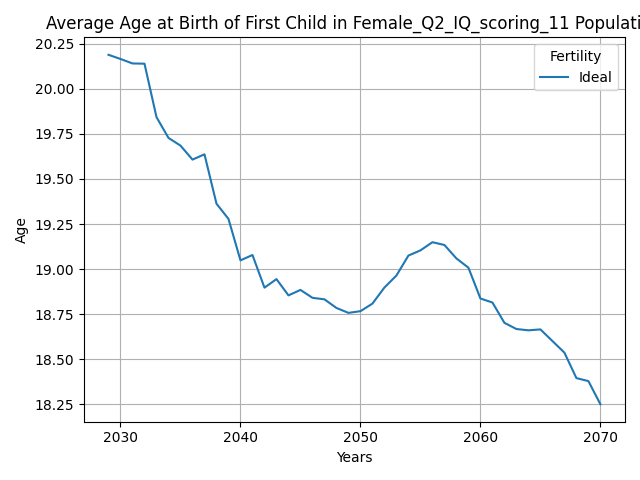 Average Age at Birth of First Child in Female_Q2_IQ_scoring_11 Populati
20.25
20.00
19.75
19.50
19.25
19.00
18.75
18.50
18.25
Age
Fertility
Ideal
2030 2040 2050 2060 2070
Years